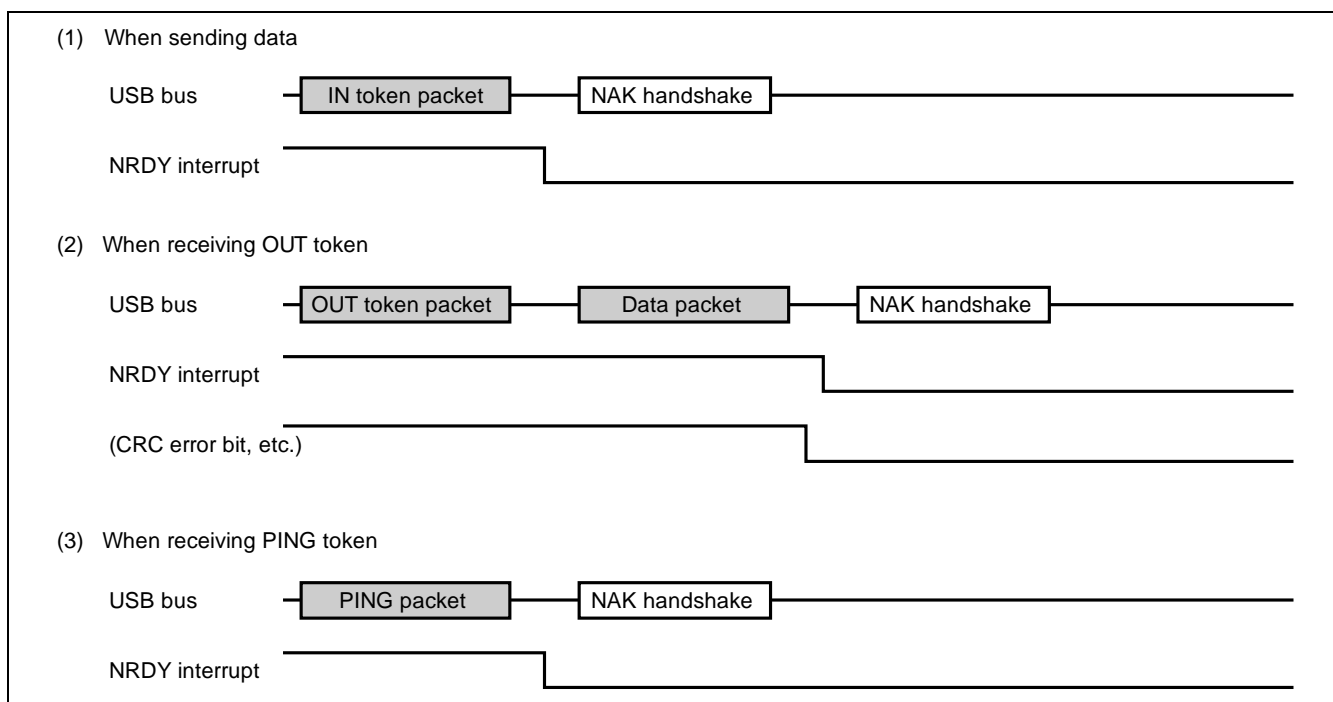 (1) When sending data
USB bus IN token packet NAK handshake
NRDY interrupt
(2) When receiving OUT token
USB bus OUT token packet Data packet NAK handshake
NRDY interrupt
(CRC error bit, etc.)
(3) When receiving PING token
USB bus PING packet NAK handshake
NRDY interrupt